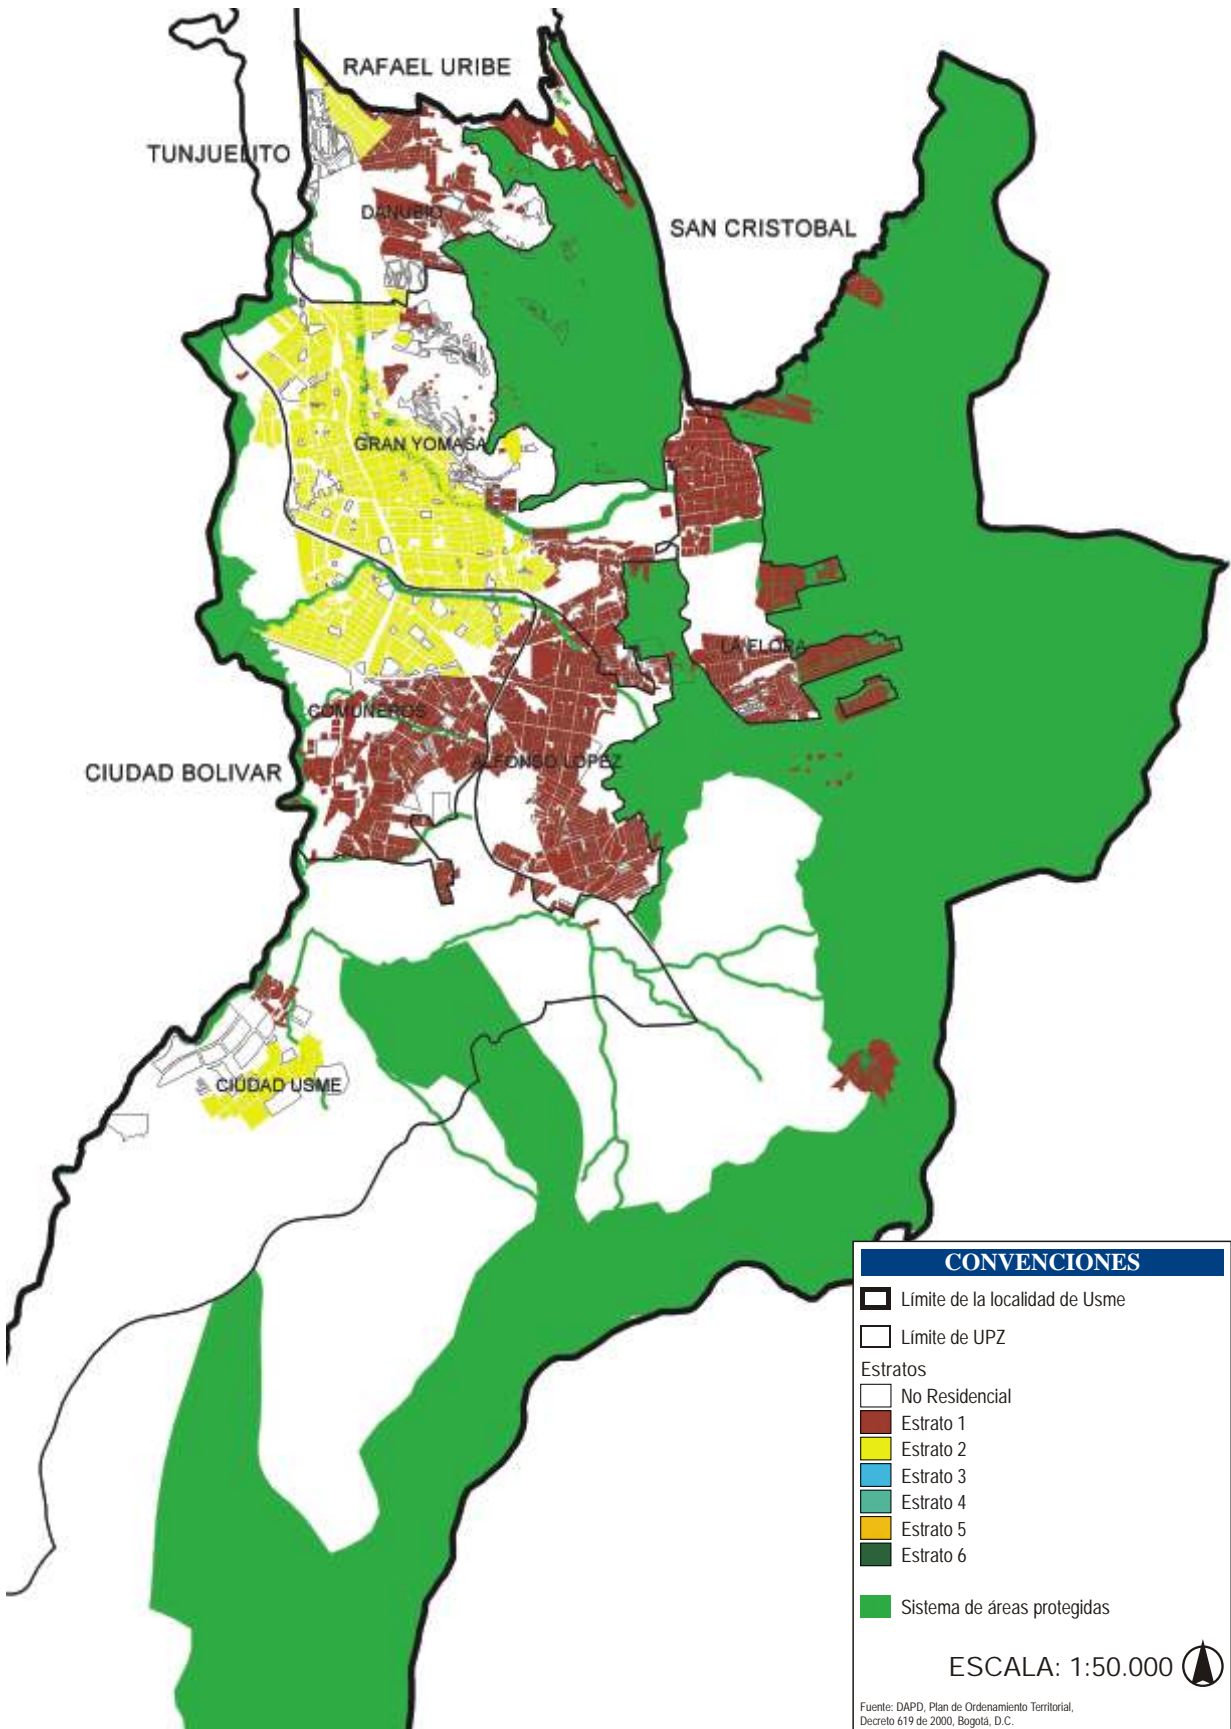 RAFAEL URIBE
TUNJUELITO
DANUBIO
SAN CRISTOBAL
GRAN YOMASA
LA FLORA
COMUNEROS
ALFONSO LOPEZ
CIUDAD BOLIVAR
CIUDAD USME
CONVENCIONES
Límite de la localidad de Usme
Límite de UPZ
Estratos
No Residencial
Estrato 1
Estrato 2
Estrato 3
Estrato 4
Estrato 5
Estrato 6
Sistema de áreas protegidas
ESCALA: 1:50.000
Fuente: DAPD, Plan de Ordenamiento Territorial,
Decreto 619 de 2000, Bogotá, D.C.